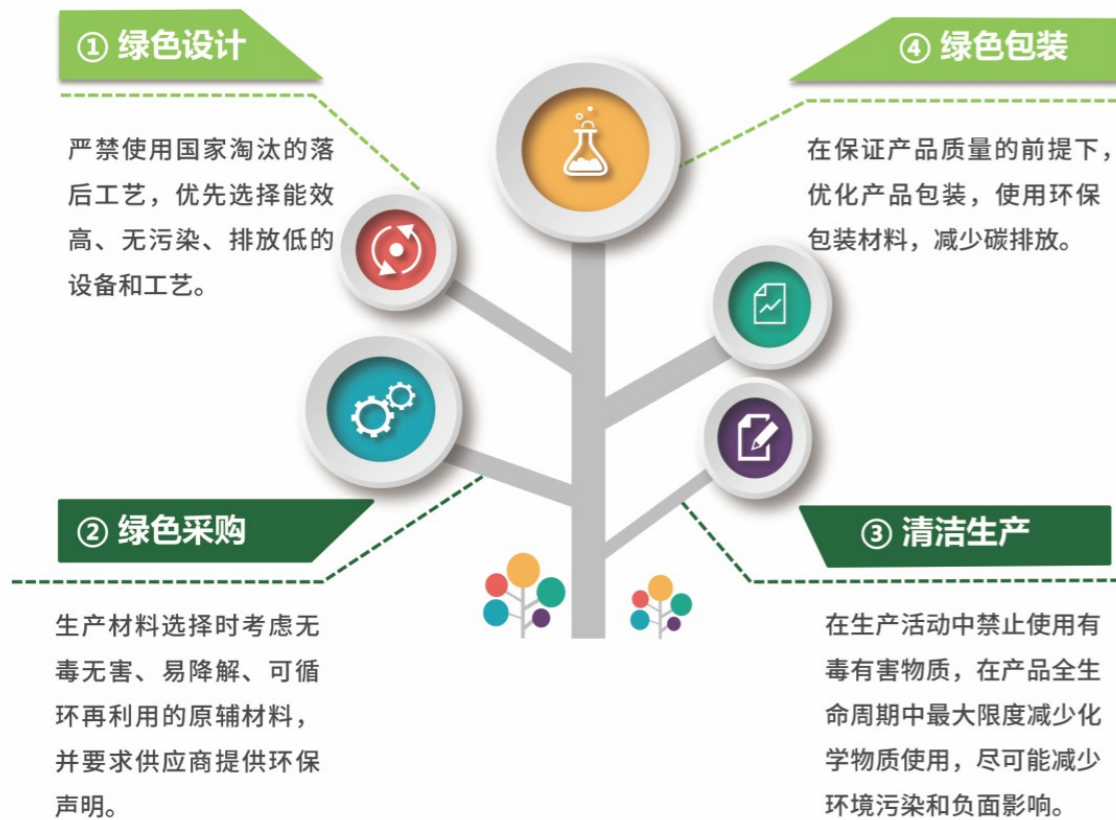 ① 绿色设计
严禁使用国家淘汰的落
后工艺，优先选择能效
高、无污染、排放低的
设备和工艺。
② 绿色采购
生产材料选择时考虑无
毒无害、易降解、可循
环再利用的原辅材料，
并要求供应商提供环保
声明。
③ 清洁生产
在生产活动中禁止使用有
毒有害物质，在产品全生
命周期中最大限度减少化
学物质使用，尽可能减少
环境污染和负面影响。
④ 绿色包装
在保证产品质量的前提下，
优化产品包装，使用环保
包装材料，减少碳排放。